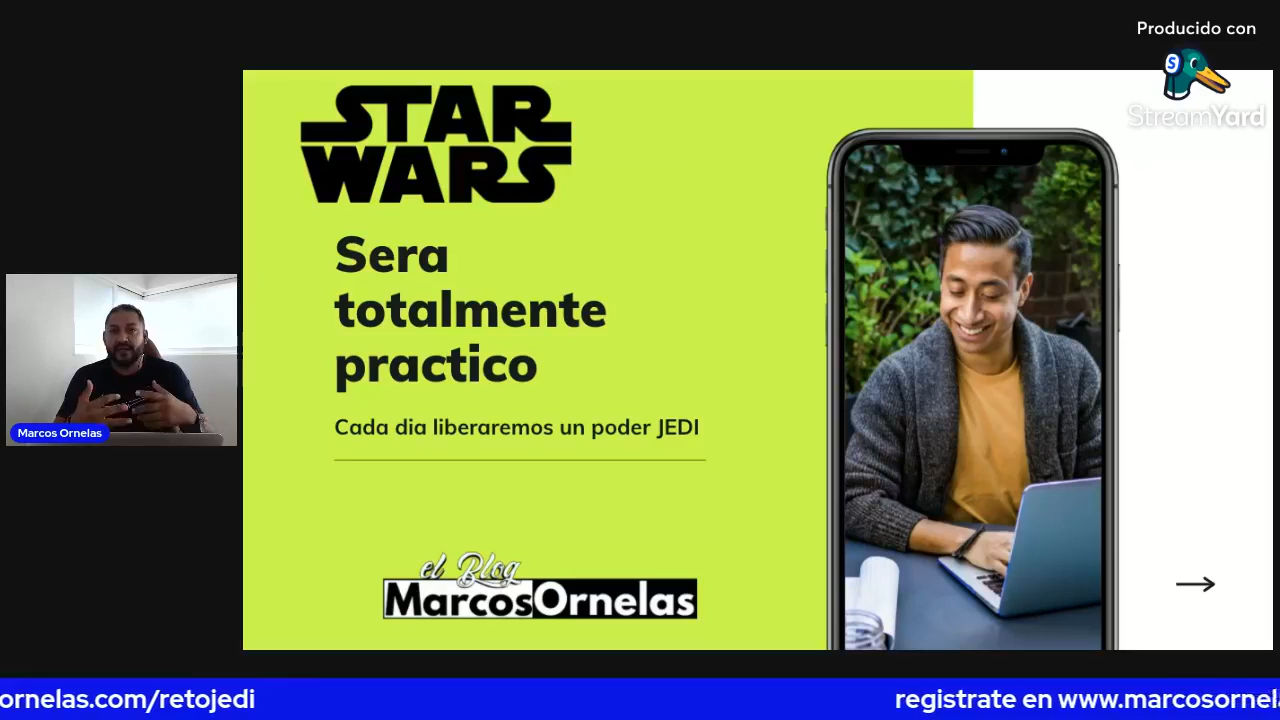 Producido con
StreamYard
STAR
WARS
Sera
totalmente
practico
Cada dia liberaremos un poder JEDI
el Blog
MarcosOrnelas
Marcos Ornelas
ornelas.com/retojedi
registrate en www.marcosornel